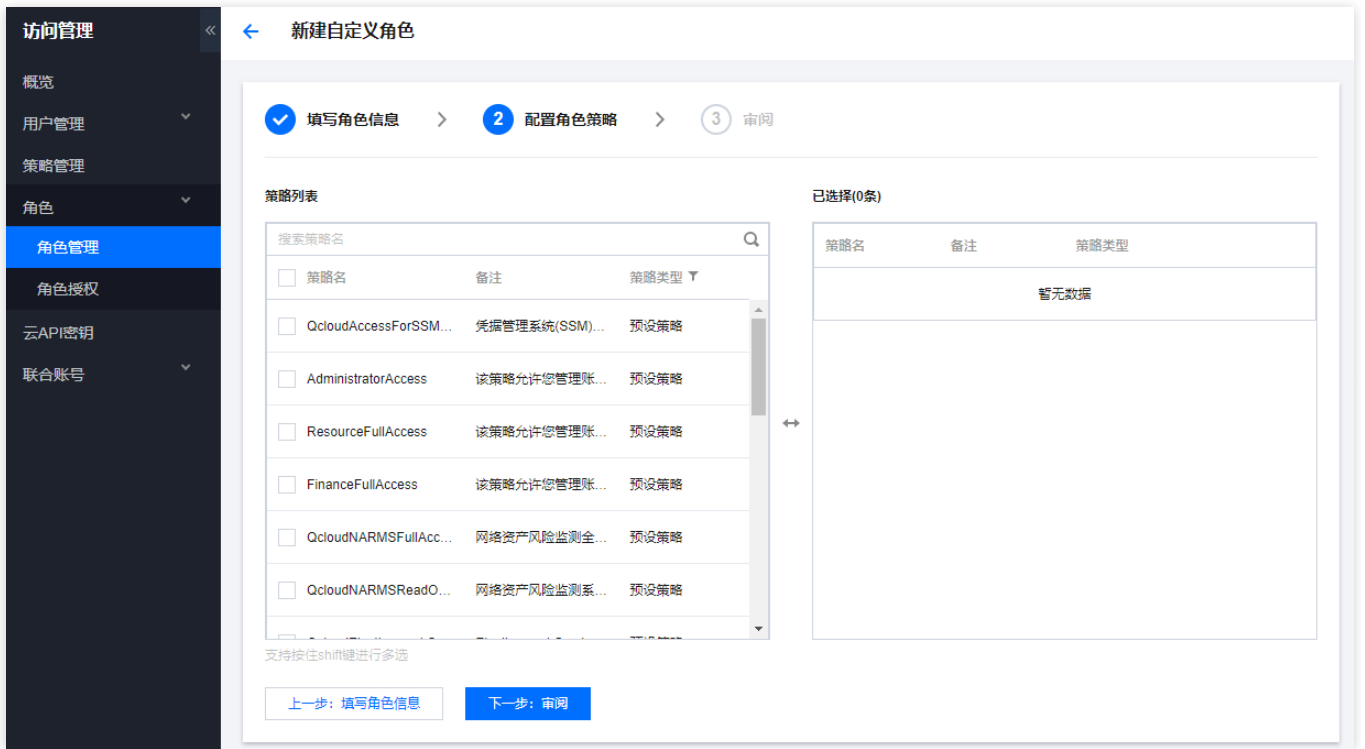 访问管理
«
新建自定义角色
概览
用户管理
策略管理
角色
角色管理
角色授权
云API密钥
联合账号
填写角色信息
2 配置角色策略
3 审阅
策略列表
搜索策略名
策略名 备注 策略类型
QcloudAccessForSSM... 凭据管理系统(SSM)... 预设策略
AdministratorAccess 该策略允许您管理账... 预设策略
ResourceFullAccess 该策略允许您管理账... 预设策略
FinanceFullAccess 该策略允许您管理账... 预设策略
QcloudNARMSFullAcc... 网络资产风险监测全... 预设策略
QcloudNARMSReadO... 网络资产风险监测系... 预设策略
支持按住shift键进行多选
已选择(0条)
策略名 备注 策略类型
暂无数据
上一步：填写角色信息
下一步：审阅